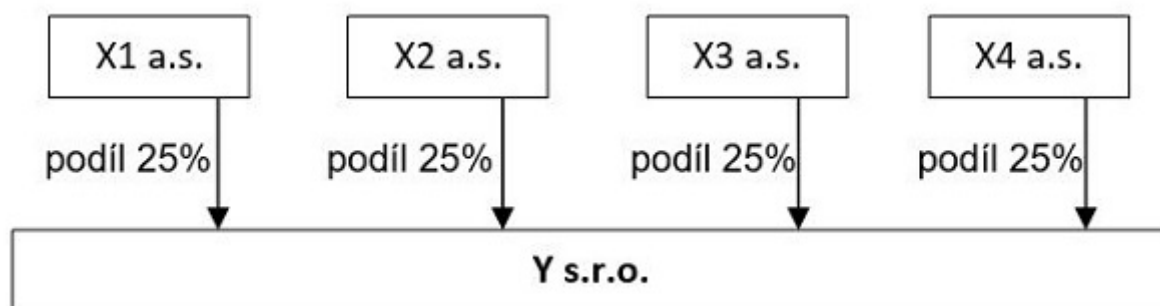 X1 a.s. X2 a.s. X3 a.s. X4 a.s.
podíl 25% podíl 25% podíl 25% podíl 25%
Y s.r.o.